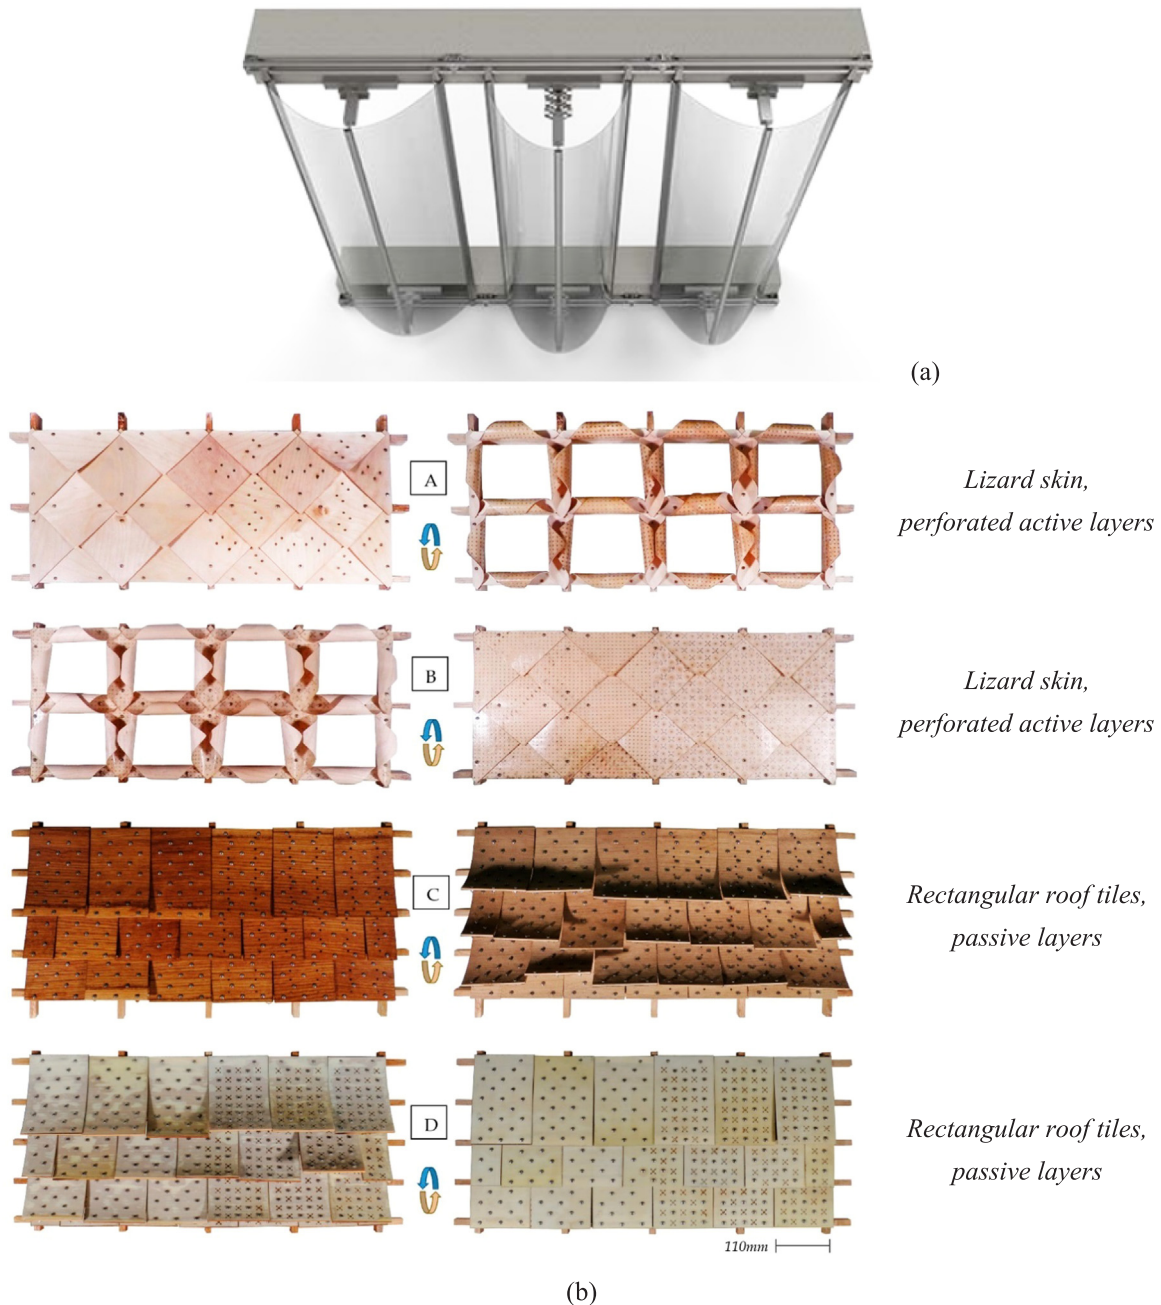 (a)
A
Lizard skin,
perforated active layers
B
Lizard skin,
perforated active layers
C
Rectangular roof tiles,
passive layers
D
Rectangular roof tiles,
passive layers
110mm
(b)